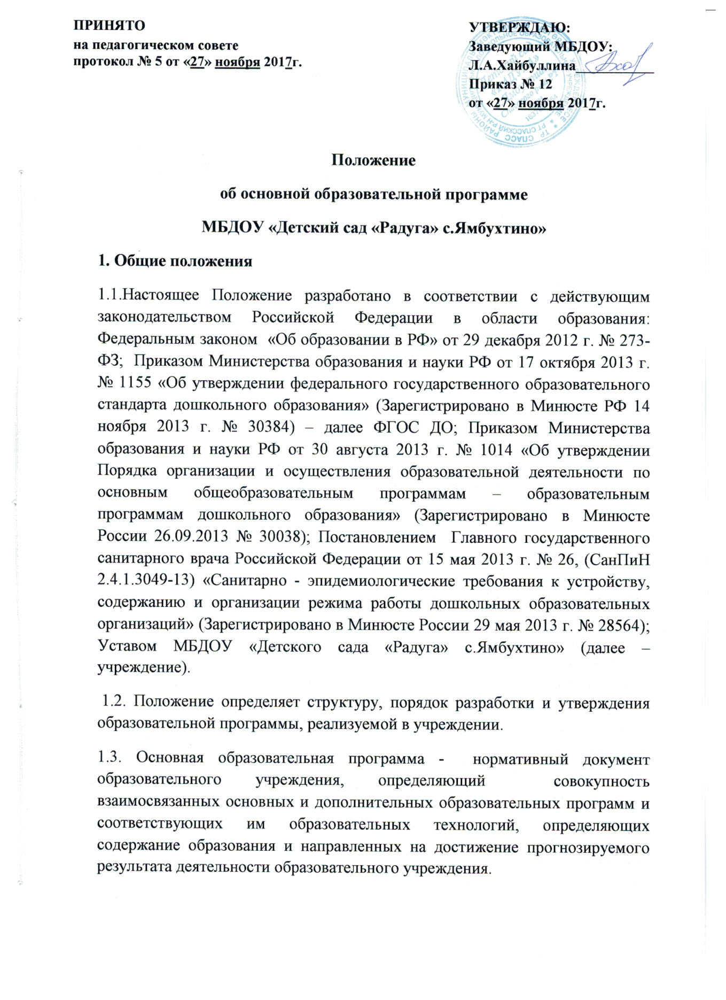 ПРИНЯТО
на педагогическом совете
протокол № 5 от «27» ноября 2017г.
УТВЕРЖДАЮ:
Заведующий МБДОУ:
Л.А.Хайбуллина
Приказ № 12
от «27» ноября 2017г.
Положение
об основной образовательной программе
МБДОУ «Детский сад «Радуга» с.Ямбухтино»
1. Общие положения
1.1.Настоящее Положение разработано в соответствии с действующим
законодательством Российской Федерации в области образования:
Федеральным законом «Об образовании в РФ» от 29 декабря 2012 г. № 273-
ФЗ; Приказом Министерства образования и науки РФ от 17 октября 2013 г.
№ 1155 «Об утверждении федерального государственного образовательного
стандарта дошкольного образования» (Зарегистрировано в Минюсте РФ 14
ноября 2013 г. № 30384) – далее ФГОС ДО; Приказом Министерства
образования и науки РФ от 30 августа 2013 г. № 1014 «Об утверждении
Порядка организации и осуществления образовательной деятельности по
основным общеобразовательным программам – образовательным
программам дошкольного образования» (Зарегистрировано в Минюсте
России 26.09.2013 № 30038); Постановлением Главного государственного
санитарного врача Российской Федерации от 15 мая 2013 г. № 26, (СанПиН
2.4.1.3049-13) «Санитарно - эпидемиологические требования к устройству,
содержанию и организации режима работы дошкольных образовательных
организаций» (Зарегистрировано в Минюсте России 29 мая 2013 г. № 28564);
Уставом МБДОУ «Детского сада «Радуга» с.Ямбухтино» (далее –
учреждение).
1.2. Положение определяет структуру, порядок разработки и утверждения
образовательной программы, реализуемой в учреждении.
1.3. Основная образовательная программа - нормативный документ
образовательного учреждения, определяющий совокупность
взаимосвязанных основных и дополнительных образовательных программ и
соответствующих им образовательных технологий, определяющих
содержание образования и направленных на достижение прогнозируемого
результата деятельности образовательного учреждения.